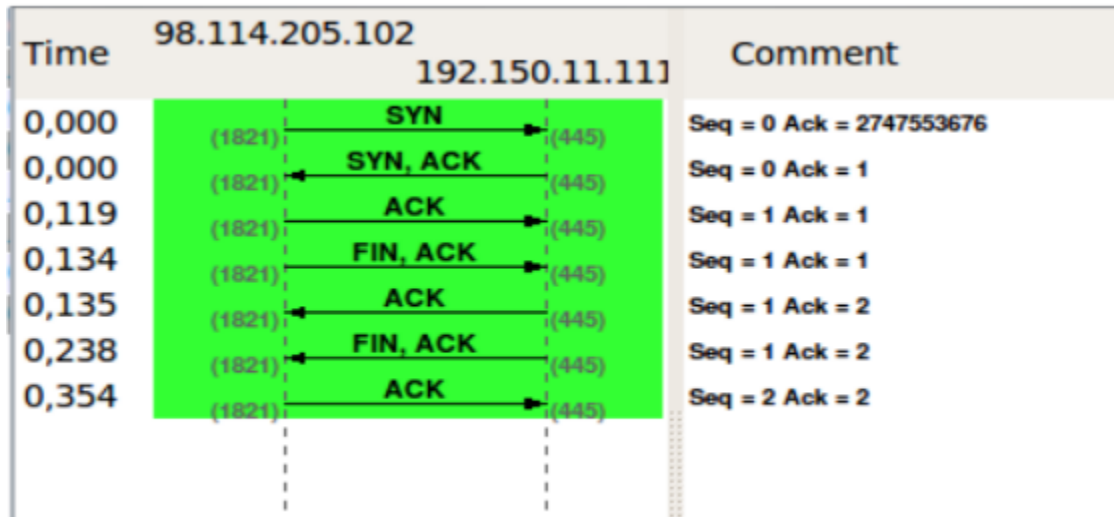 Time 98.114.205.102 192.150.11.111 Comment
0,000 (1821) SYN (445) Seq = 0 Ack = 2747553676
0,000 (1821) SYN, ACK (445) Seq = 0 Ack = 1
0,119 (1821) ACK (445) Seq = 1 Ack = 1
0,134 (1821) FIN, ACK (445) Seq = 1 Ack = 1
0,135 (1821) ACK (445) Seq = 1 Ack = 2
0,238 (1821) FIN, ACK (445) Seq = 1 Ack = 2
0,354 (1821) ACK (445) Seq = 2 Ack = 2